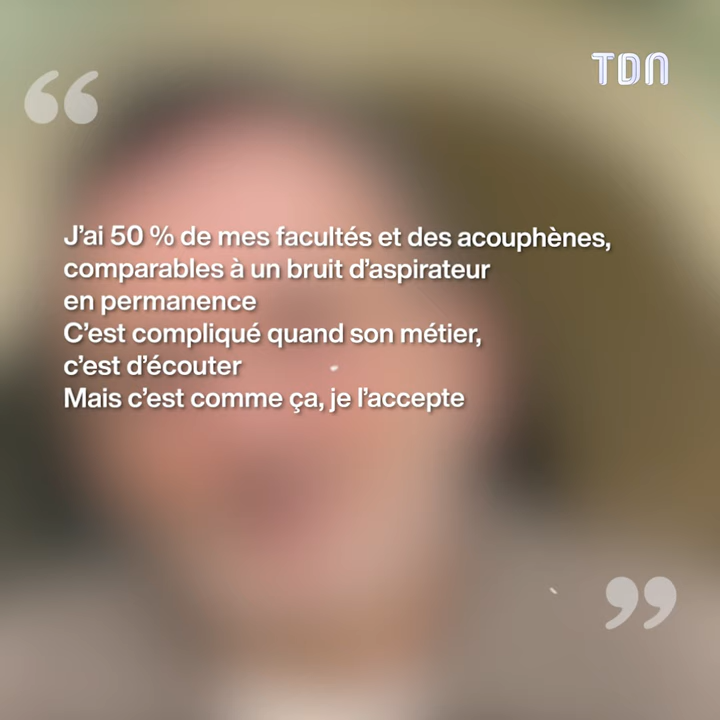 TDN
“
J’ai 50 % de mes facultés et des acouphènes,
comparables à un bruit d’aspirateur
en permanence
C’est compliqué quand son métier,
c’est d’écouter
Mais c’est comme ça, je l’accepte
”